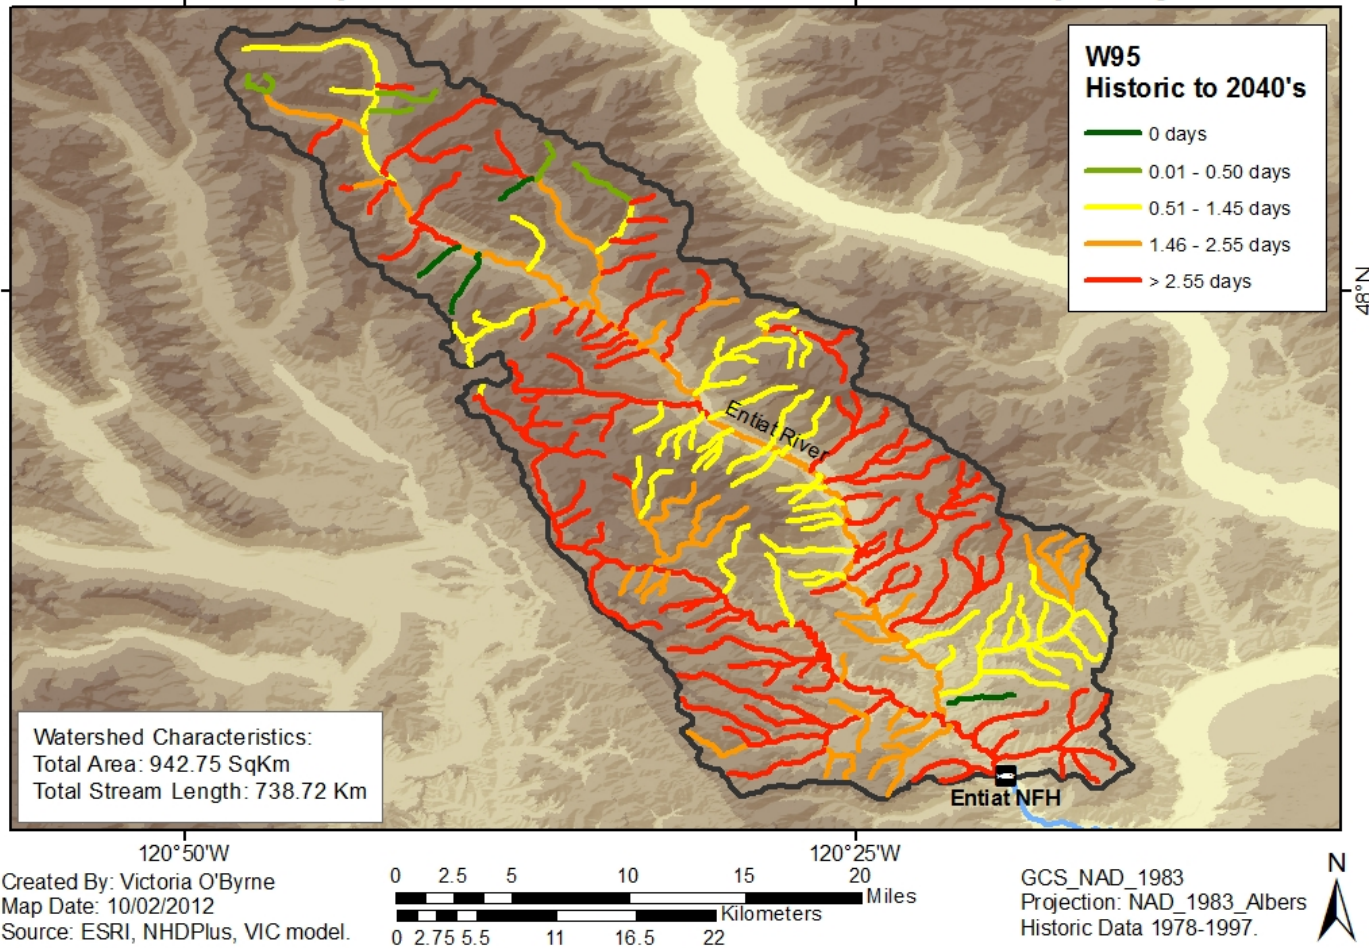 W95
Historic to 2040's
0 days
0.01 - 0.50 days
0.51 - 1.45 days
1.46 - 2.55 days
> 2.55 days
48°N
Entiat River
Watershed Characteristics:
Total Area: 942.75 SqKm
Total Stream Length: 738.72 Km
Entiat NFH
120°50'W
120°25'W
Created By: Victoria O'Byrne
Map Date: 10/02/2012
Source: ESRI, NHDPlus, VIC model.
0 2.5 5 10 15 20
Miles
Kilometers
0 2.75 5.5 11 16.5 22
GCS_NAD_1983
Projection: NAD_1983_Albers
Historic Data 1978-1997.
N